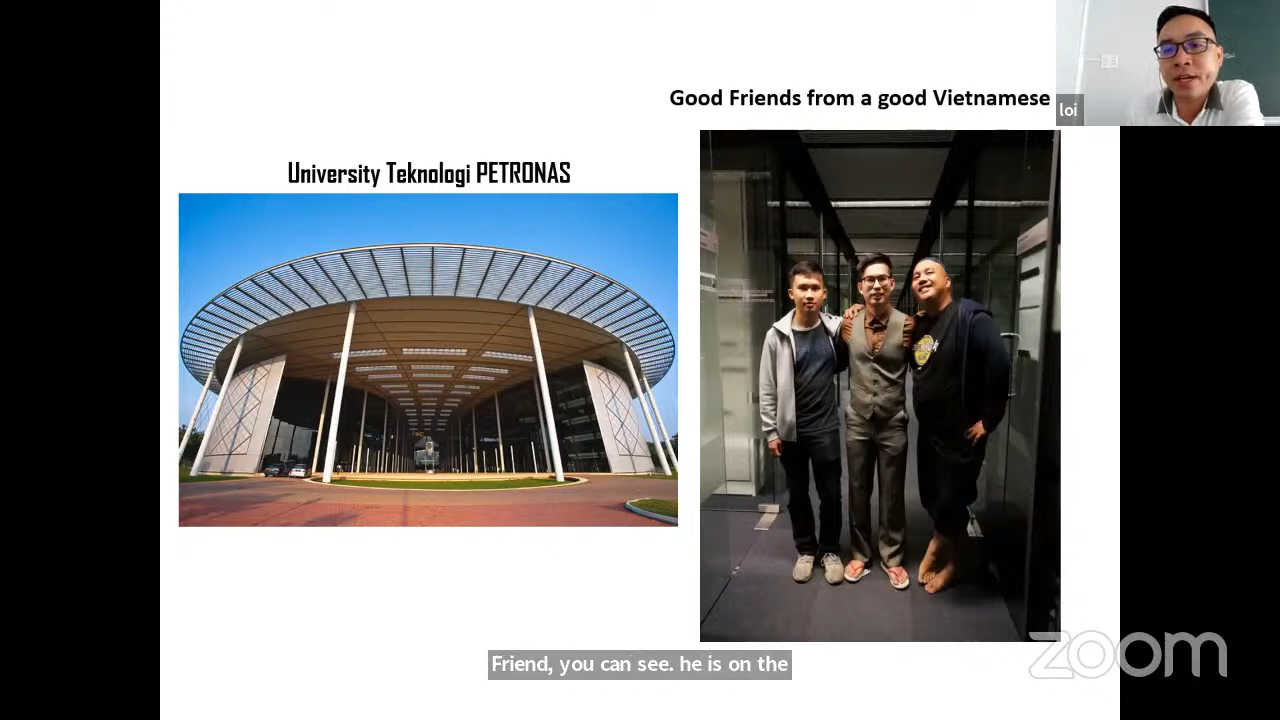 Good Friends from a good Vietnamese
loi
University Teknologi PETRONAS
Friend, you can see. he is on the
zoom